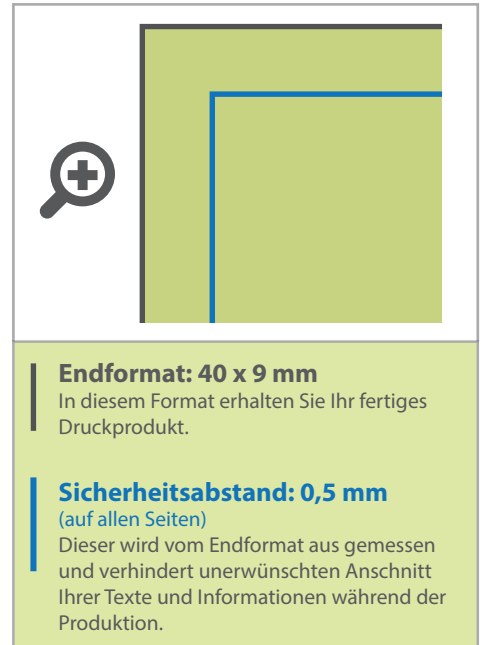 Endformat: 40 x 9 mm
In diesem Format erhalten Sie Ihr fertiges
Druckprodukt.
Sicherheitsabstand: 0,5 mm
(auf allen Seiten)
Dieser wird vom Endformat aus gemessen
und verhindert unerwünschten Anschnitt
Ihrer Texte und Informationen während der
Produktion.